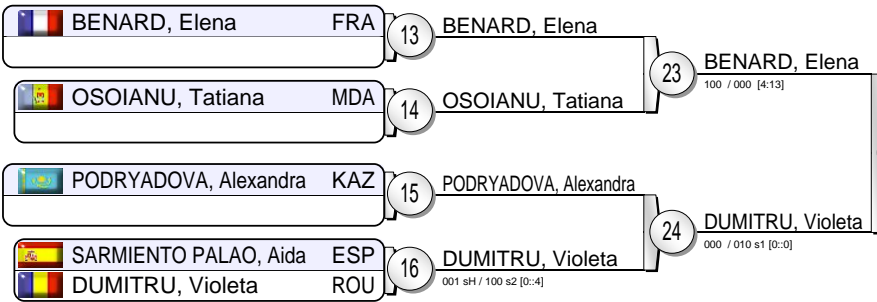 BENARD, Elena FRA
13
BENARD, Elena
23
BENARD, Elena
100 / 000 [4:13]
OSOIANU, Tatiana MDA
14
OSOIANU, Tatiana
PODRYADOVA, Alexandra KAZ
15
PODRYADOVA, Alexandra
24
DUMITRU, Violeta
000 / 010 s1 [0::0]
SARMIENTO PALAO, Aida ESP
DUMITRU, Violeta ROU
16
DUMITRU, Violeta
001 sH / 100 s2 [0::4]